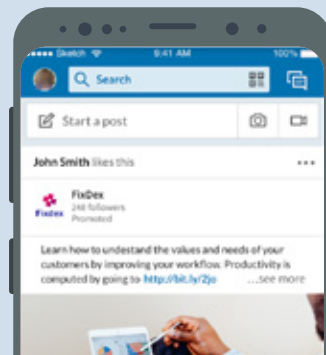 Sketch 9:41 AM 100%
Search
Start a post
John Smith likes this
FixDex
248 followers
Fixdex
Promoted
Learn how to undestand the values and needs of your
customers by improving your workflow. Productivity is
computed by going to http://bit.ly/2jo ...see more